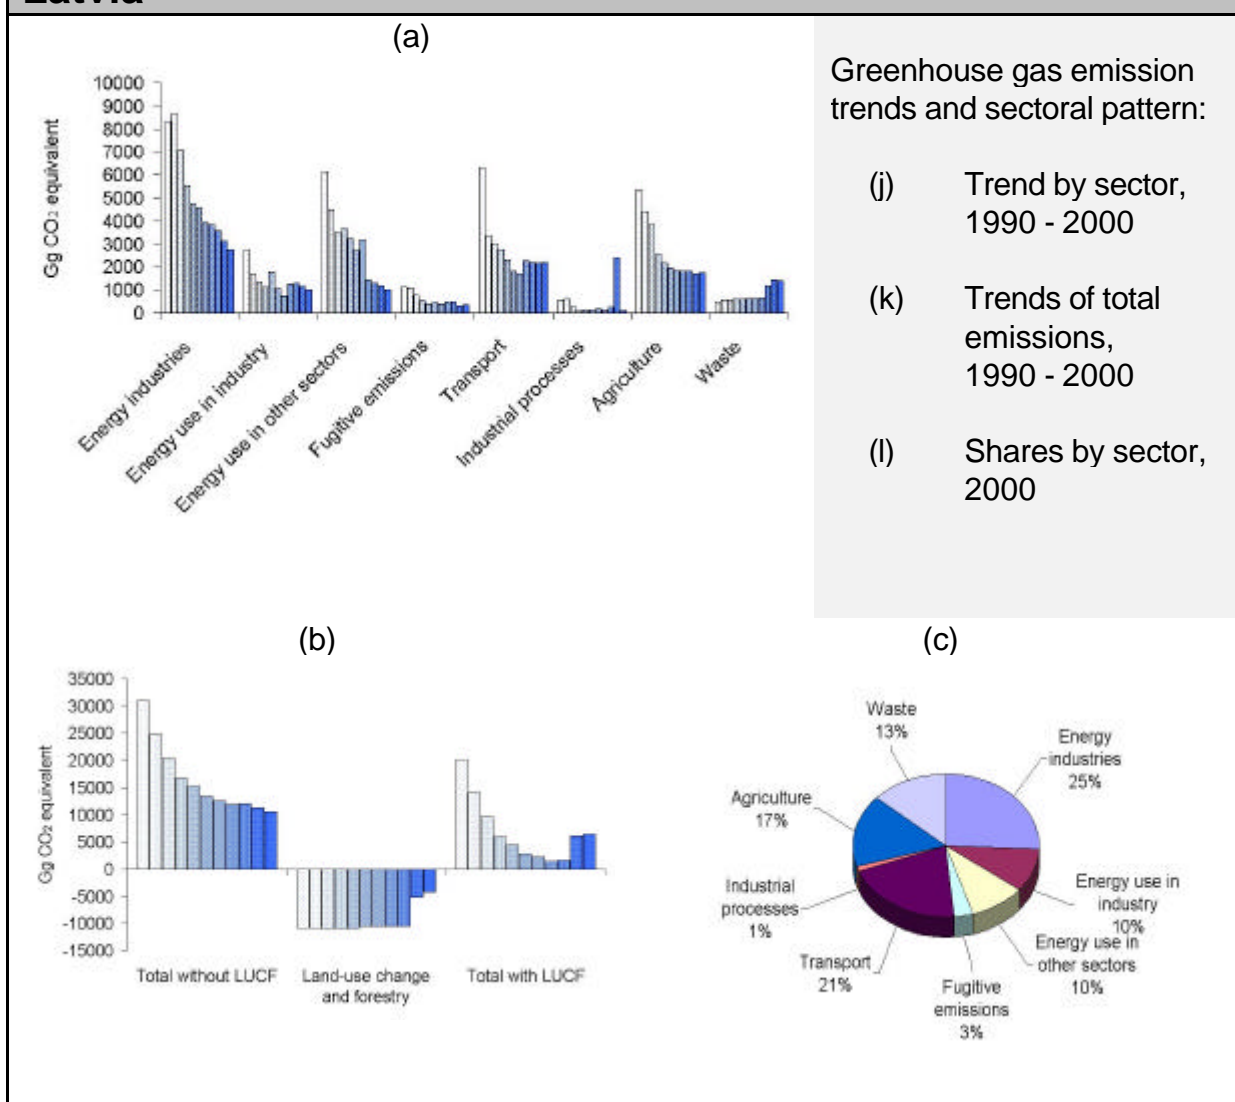 Latvia
(a)
10000
9000
8000
7000
6000
5000
4000
3000
2000
1000
0
Gg CO₂ equivalent
Energy industries
Energy use in industry
Energy use in other sectors
Fugitive emissions
Transport
Industrial processes
Agriculture
Waste
Greenhouse gas emission
trends and sectoral pattern:
(j) Trend by sector,
1990 - 2000
(k) Trends of total
emissions,
1990 - 2000
(l) Shares by sector,
2000
(b)
35000
30000
25000
20000
15000
10000
5000
0
-5000
-10000
-15000
Gg CO₂ equivalent
Total without LUCF
Land-use change
and forestry
Total with LUCF
(c)
Waste
13%
Energy
industries
25%
Agriculture
17%
Industrial
processes
1%
Energy use in
industry
10%
Transport
21%
Energy use in
other sectors
10%
Fugitive
emissions
3%